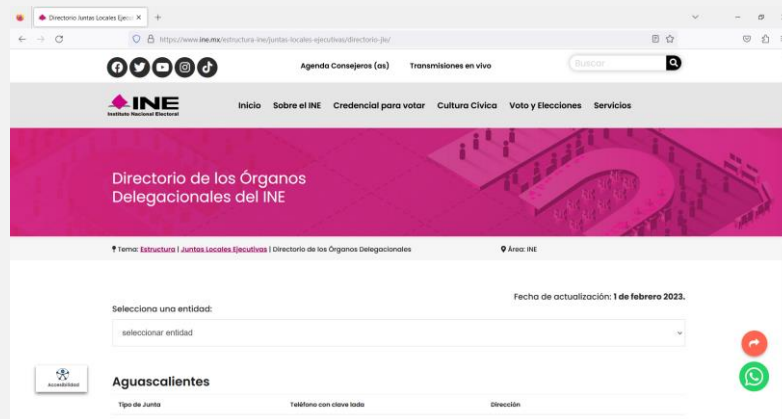 Directorio Juntas Locales Ejecu
https://www.ine.mx/estructura-ine/juntas-locales-ejecutivas/directorio-jle/
Agenda Consejeros (as) Transmisiones en vivo Buscar
INE
Instituto Nacional Electoral
Inicio Sobre el INE Credencial para votar Cultura Cívica Voto y Elecciones Servicios
Directorio de los Órganos
Delegacionales del INE
Tema: Estructura | Juntas Locales Ejecutivas | Directorio de los Órganos Delegacionales Área: INE
Fecha de actualización: 1 de febrero 2023.
Selecciona una entidad:
seleccionar entidad
Accesibilidad
Aguascalientes
Tipo de Junta Teléfono con clave lada Dirección